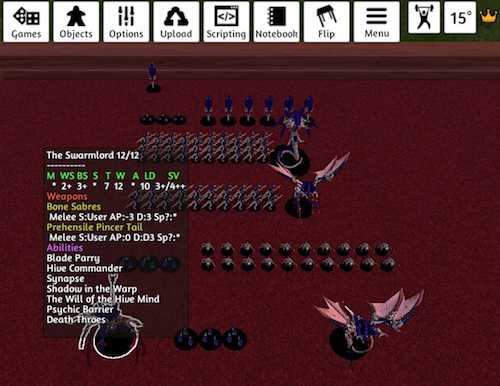 Games Objects Options Upload Scripting Notebook Flip Menu 15°
The Swarmlord 12/12
----------
M WS BS S T W A LD SV
* 2+ 3+ * 7 12 * 10 3+/4++
Weapons
Bone Sabres
Melee S:User AP:-3 D:3 Sp?:*
Prehensile Pincer Tail
Melee S:User AP:0 D:D3 Sp?:*
Abilities
Blade Parry
Hive Commander
Synapse
Shadow in the Warp
The Will of the Hive Mind
Psychic Barrier
Death Throes